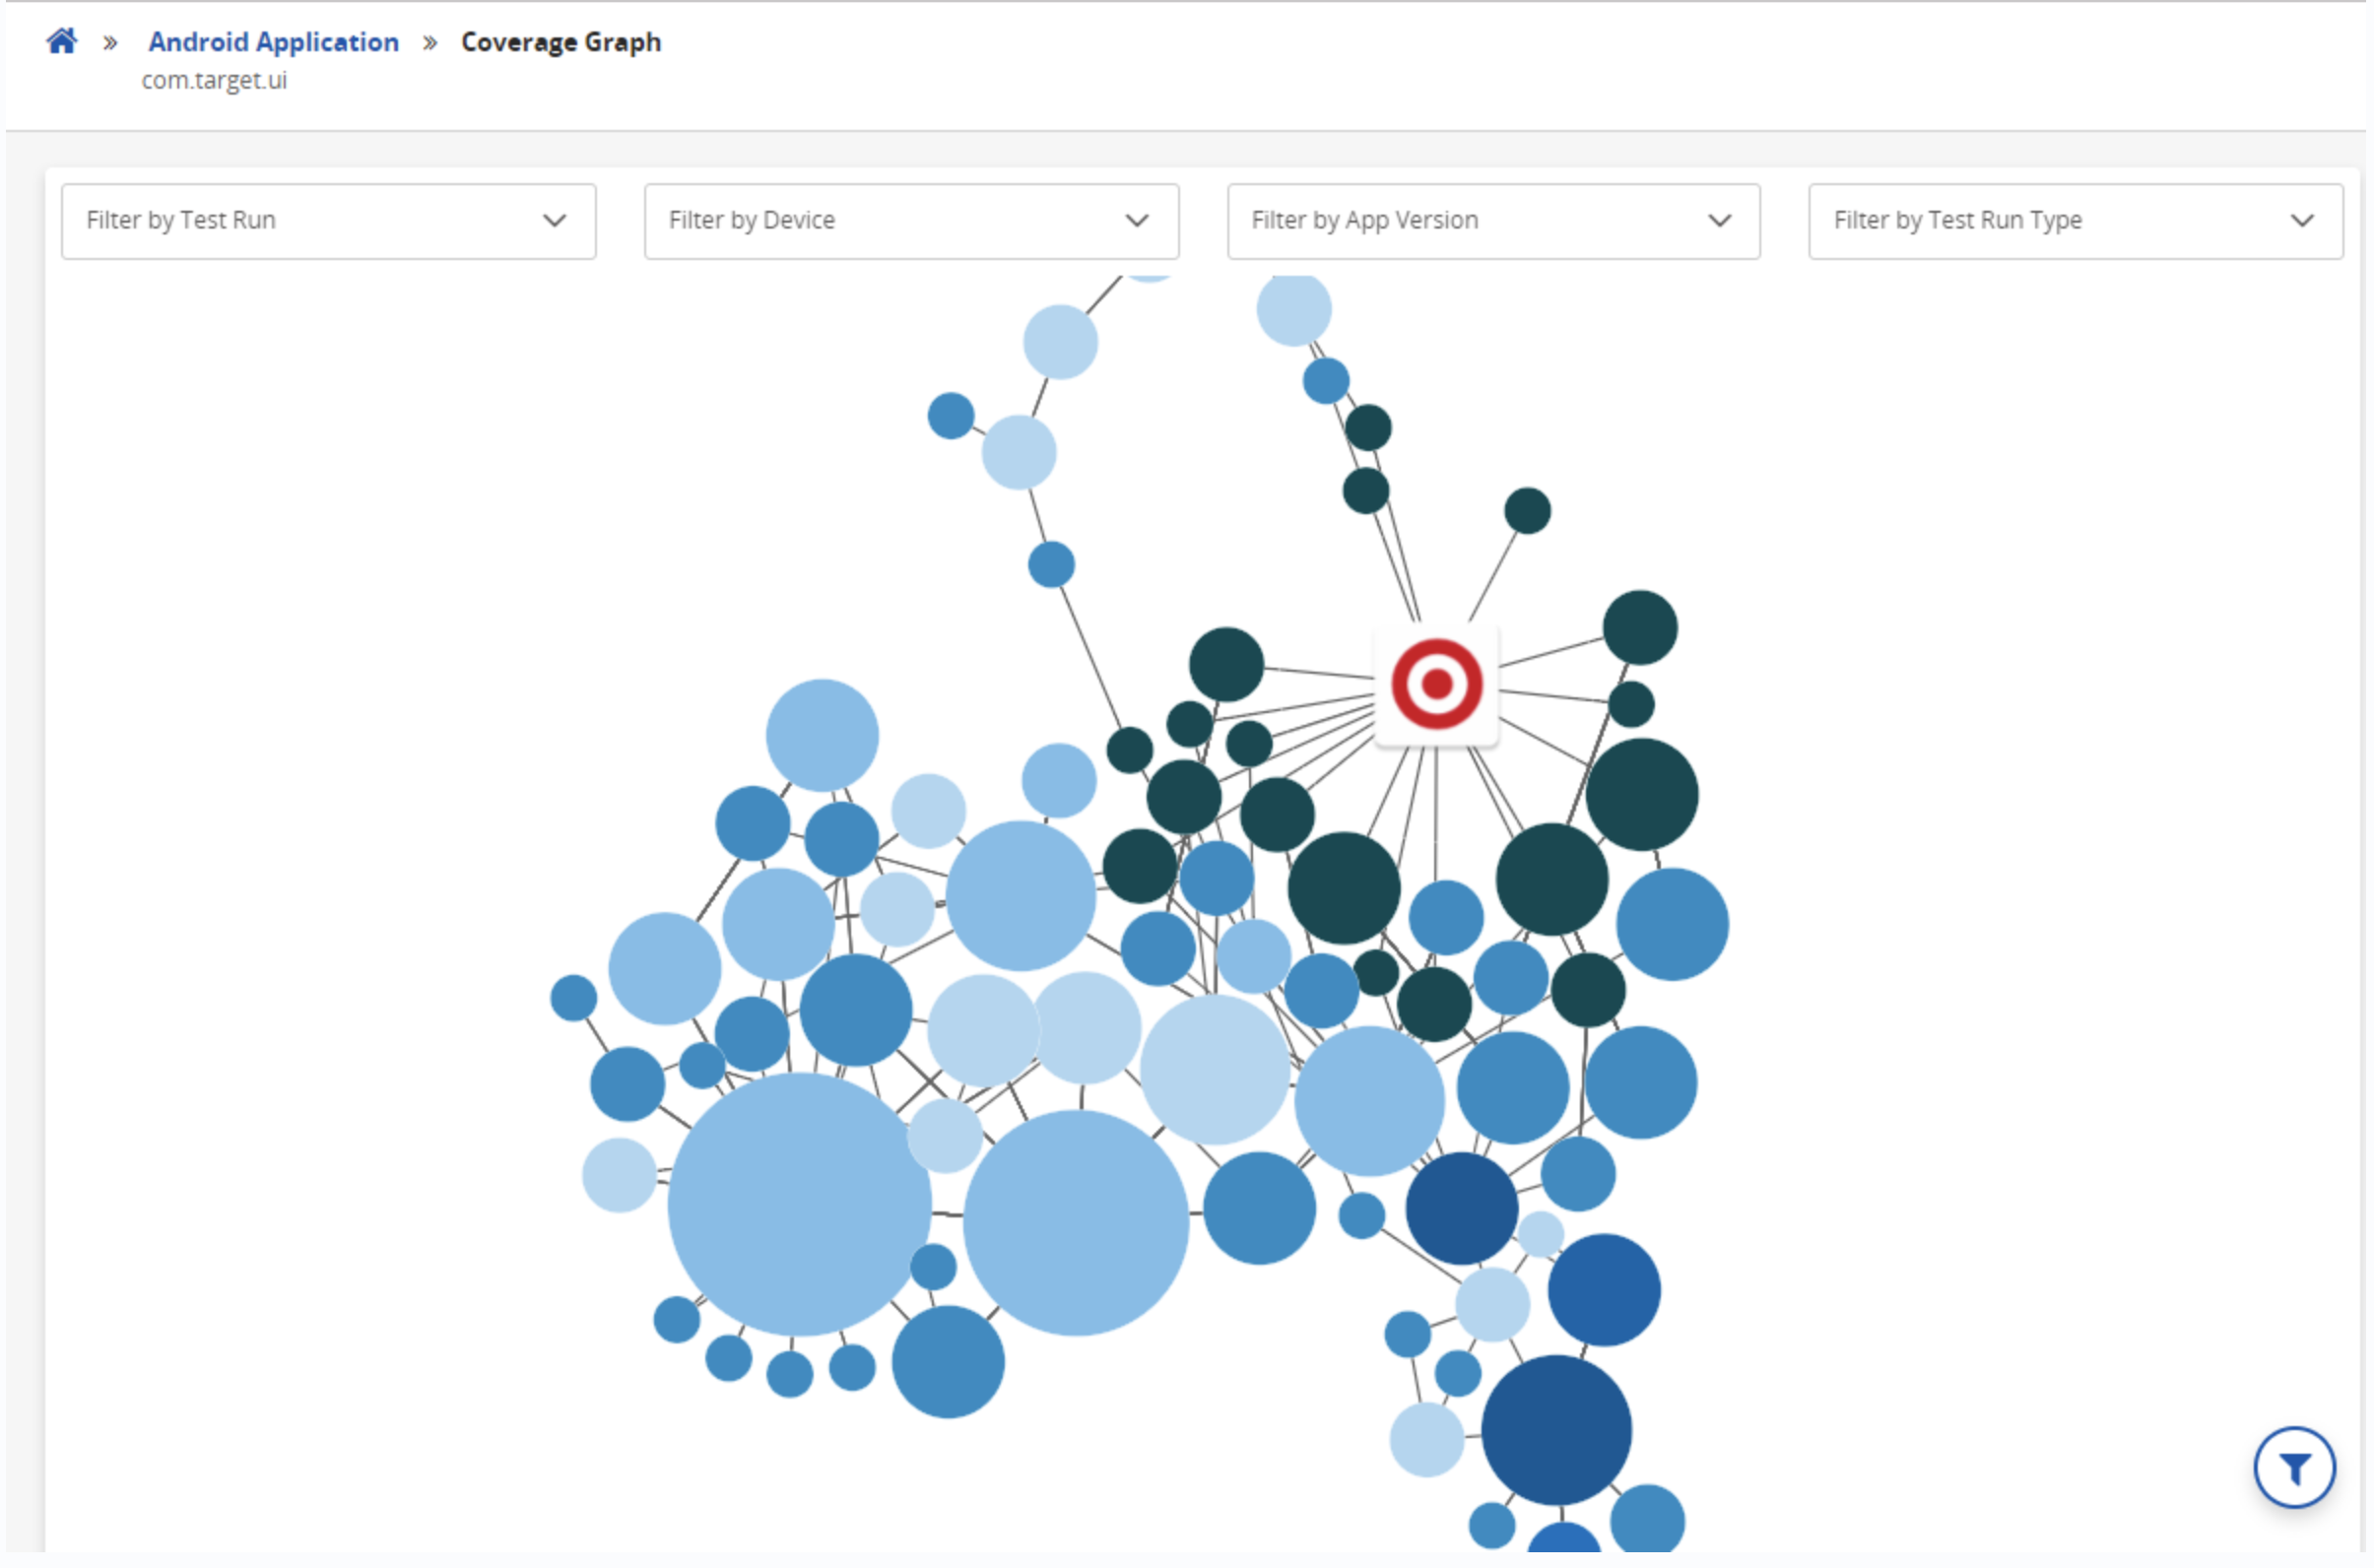 » Android Application » Coverage Graph
com.target.ui
Filter by Test Run
Filter by Device
Filter by App Version
Filter by Test Run Type